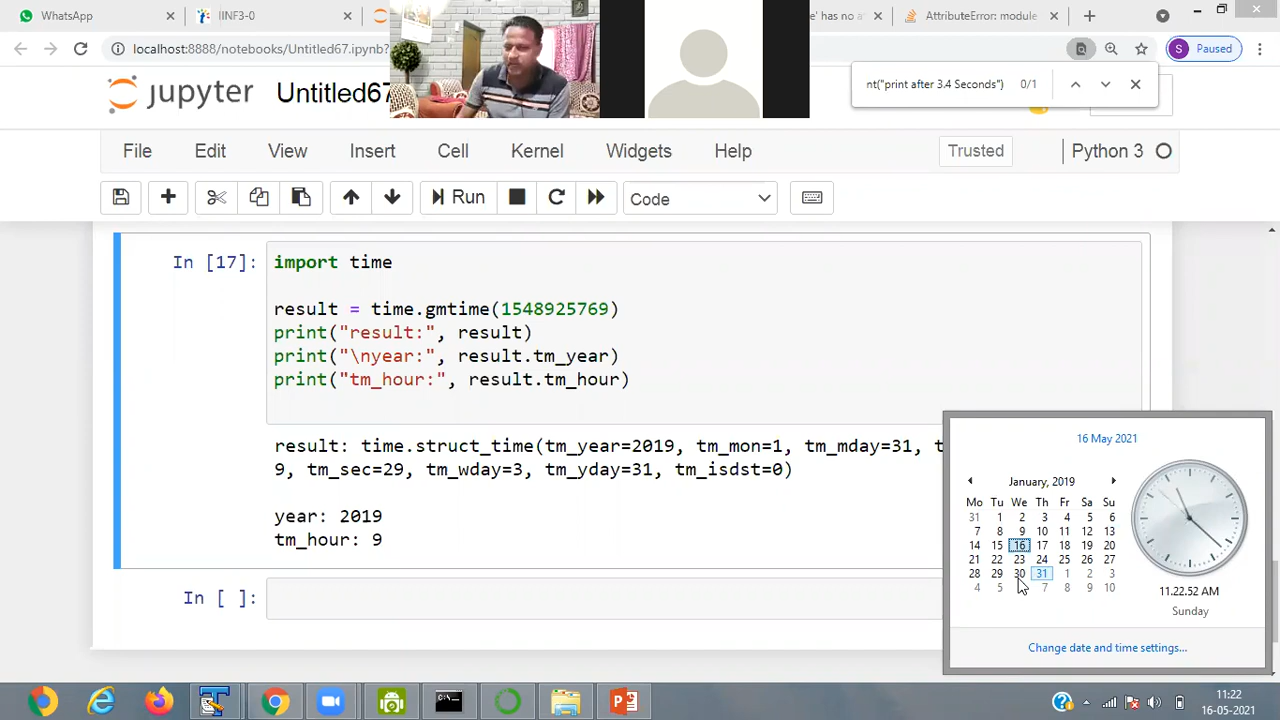 WhatsApp
' has no
AttributeError: module
localhost:8888/notebooks/Untitled67.ipynb?
S Paused
nt("print after 3.4 Seconds") 0/1
jupyter Untitled67
File Edit View Insert Cell Kernel Widgets Help Trusted Python 3
Run Code
In [17]: import time
result = time.gmtime(1548925769)
print("result:", result)
print("\nyear:", result.tm_year)
print("tm_hour:", result.tm_hour)
result: time.struct_time(tm_year=2019, tm_mon=1, tm_mday=31,
9, tm_sec=29, tm_wday=3, tm_yday=31, tm_isdst=0)
year: 2019
tm_hour: 9
In [ ]:
16 May 2021
January, 2019
Mo Tu We Th Fr Sa Su
31 1 2 3 4 5 6
7 8 9 10 11 12 13
14 15 16 17 18 19 20
21 22 23 24 25 26 27
28 29 30 31 1 2 3
4 5 7 8 9 10
11.22.52 AM
Sunday
Change date and time settings...
11:22
16-05-2021